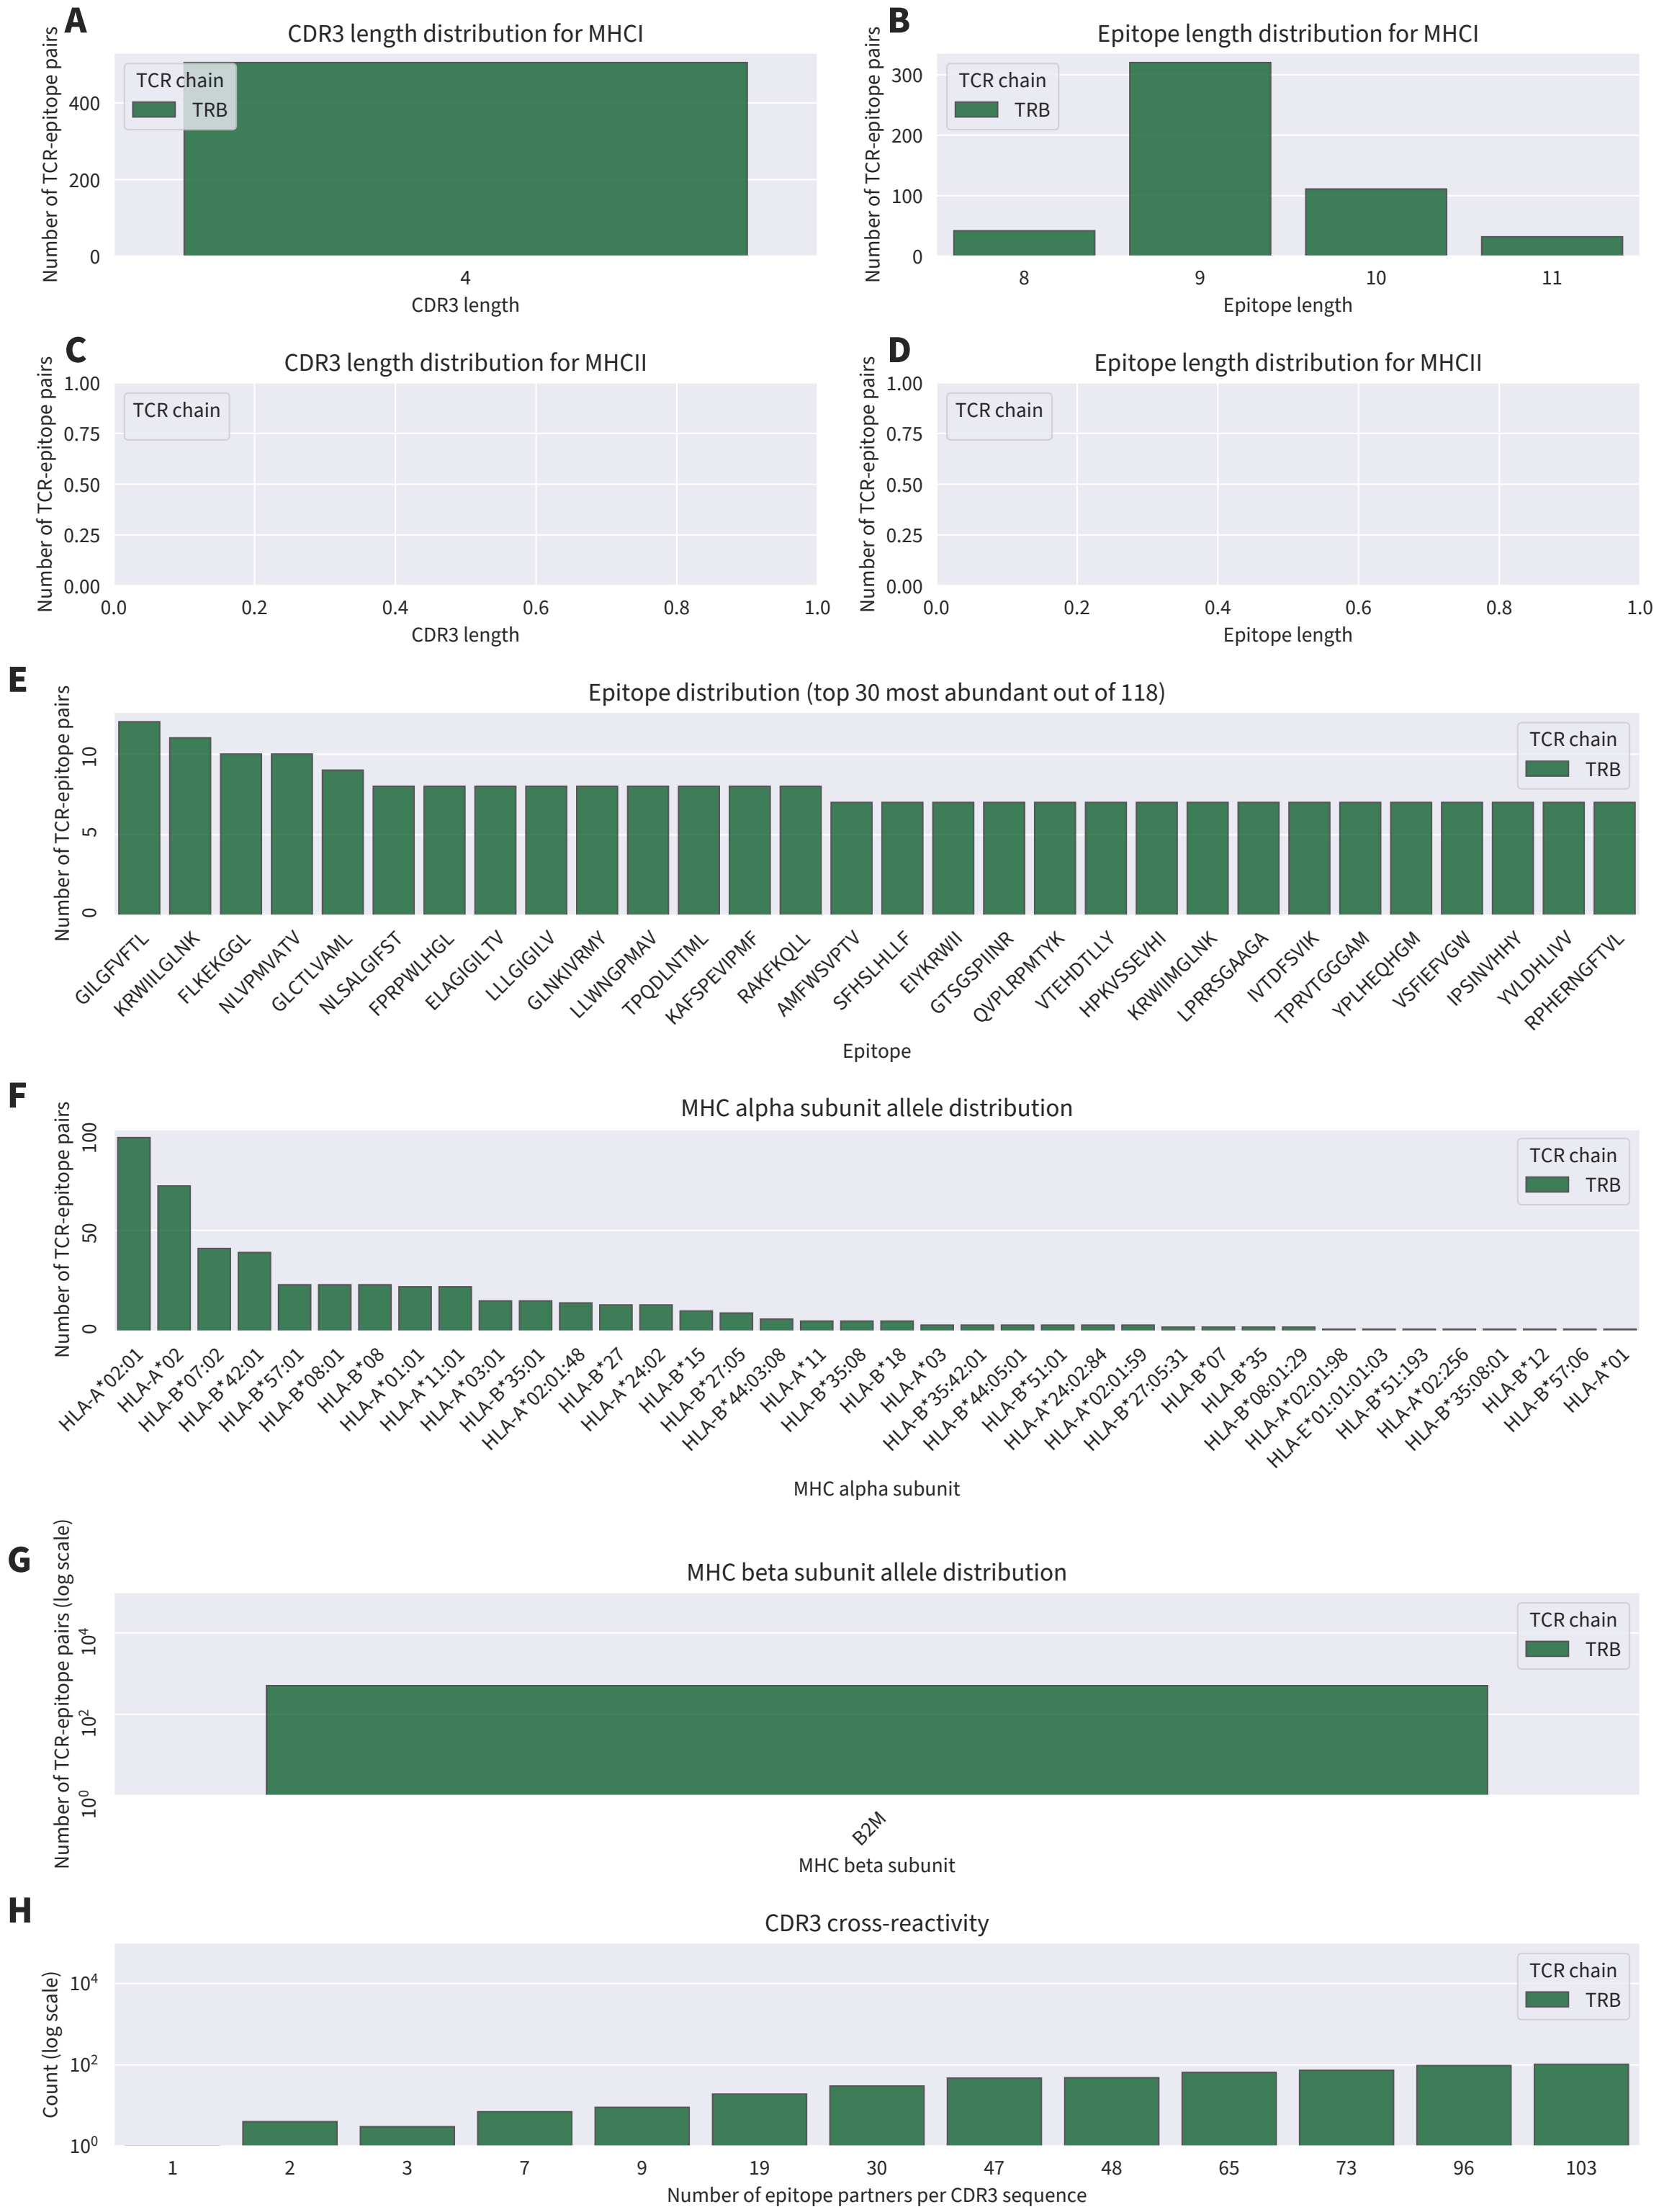 A
CDR3 length distribution for MHCI
Number of TCR-epitope pairs
400
200
0
TCR chain
TRB
4
CDR3 length
B
Epitope length distribution for MHCI
Number of TCR-epitope pairs
300
200
100
0
TCR chain
TRB
8 9 10 11
Epitope length
C
CDR3 length distribution for MHCII
Number of TCR-epitope pairs
1.00
0.75
0.50
0.25
0.00
TCR chain
0.0 0.2 0.4 0.6 0.8 1.0
CDR3 length
D
Epitope length distribution for MHCII
Number of TCR-epitope pairs
1.00
0.75
0.50
0.25
0.00
TCR chain
0.0 0.2 0.4 0.6 0.8 1.0
Epitope length
E
Epitope distribution (top 30 most abundant out of 118)
Number of TCR-epitope pairs
10
5
0
TCR chain
TRB
GILGFVFTL
KRWIILGLNK
FLKEKGGL
NLVPMVATV
GLCTLVAML
NLSALGIFST
FPRPWLHGL
ELAGIGILTV
LLLGIGILV
GLNKIVRMY
LLWNGPMAV
TPQDLNTML
KAFSPEVIPMF
RAKFKQLL
AMFWSVPTV
SFHSLHLLF
EIYKRWII
GTSGSPIINR
QVPLRPMTYK
VTEHDTLLY
HPKVSSEVHI
KRWIIMGLNK
LPRRSGAAGA
IVTDFSVIK
TPRVTGGGAM
YPLHEQHGM
VSFIEFVGW
IPSINVHHY
YVLDHLIVV
RPHERNGFTVL
Epitope
F
MHC alpha subunit allele distribution
Number of TCR-epitope pairs
100
50
0
TCR chain
TRB
HLA-A*02:01
HLA-A*02
HLA-B*07:02
HLA-B*42:01
HLA-B*57:01
HLA-B*08:01
HLA-B*08
HLA-A*01:01
HLA-A*11:01
HLA-A*03:01
HLA-B*35:01
HLA-A*02:01:48
HLA-B*27
HLA-A*24:02
HLA-B*15
HLA-B*27:05
HLA-B*44:03:08
HLA-A*11
HLA-B*35:08
HLA-B*18
HLA-A*03
HLA-B*35:42:01
HLA-B*44:05:01
HLA-B*51:01
HLA-A*24:02:84
HLA-A*02:01:59
HLA-B*27:05:31
HLA-B*07
HLA-B*35
HLA-B*08:01:29
HLA-A*02:01:98
HLA-E*01:01:01:03
HLA-B*51:193
HLA-A*02:256
HLA-B*35:08:01
HLA-B*12
HLA-B*57:06
HLA-A*01
MHC alpha subunit
G
MHC beta subunit allele distribution
Number of TCR-epitope pairs (log scale)
10⁴
10²
10⁰
TCR chain
TRB
B2M
MHC beta subunit
H
CDR3 cross-reactivity
Count (log scale)
10⁴
10²
10⁰
TCR chain
TRB
1 2 3 7 9 19 30 47 48 65 73 96 103
Number of epitope partners per CDR3 sequence